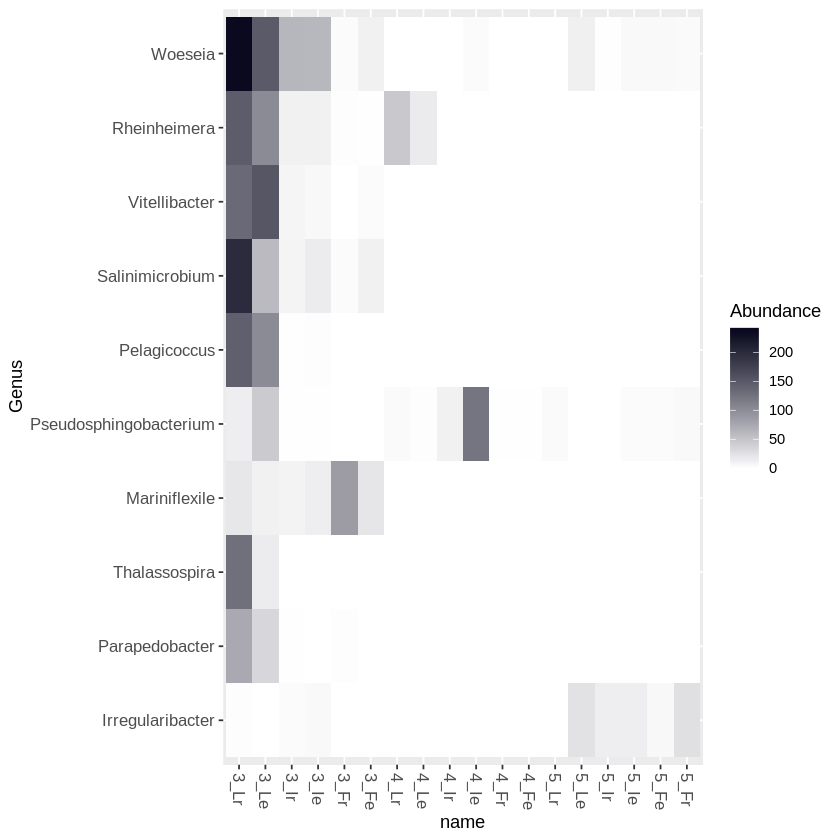 Woeseia
Rheinheimera
Vitellibacter
Salinimicrobium
Pelagicoccus
Pseudosphingobacterium
Mariniflexile
Thalassospira
Parapedobacter
Irregularibacter
Genus
3_Lr
3_Le
3_Ir
3_Ie
3_Fr
3_Fe
4_Lr
4_Le
4_Ir
4_Ie
4_Fr
4_Fe
5_Lr
5_Le
5_Ir
5_Ie
5_Fe
5_Fr
name
Abundance
200
150
100
50
0